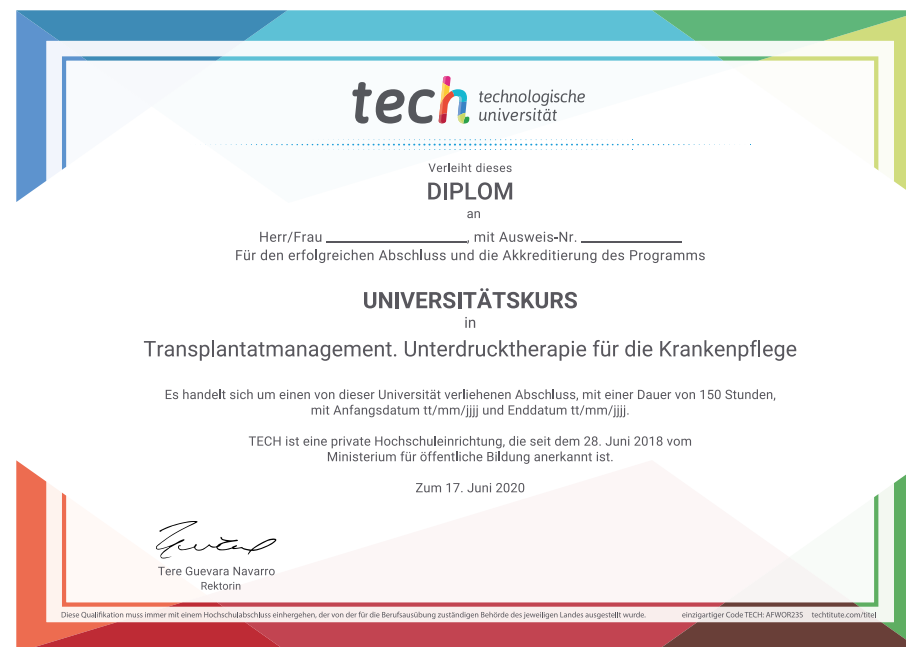 tech technologische
universität
Verleiht dieses
DIPLOM
an
Herr/Frau ________________, mit Ausweis-Nr. ____________
Für den erfolgreichen Abschluss und die Akkreditierung des Programms
UNIVERSITÄTSKURS
in
Transplantatmanagement. Unterdrucktherapie für die Krankenpflege
Es handelt sich um einen von dieser Universität verliehenen Abschluss, mit einer Dauer von 150 Stunden,
mit Anfangsdatum tt/mm/jjjj und Enddatum tt/mm/jjjj.
TECH ist eine private Hochschuleinrichtung, die seit dem 28. Juni 2018 vom
Ministerium für öffentliche Bildung anerkannt ist.
Zum 17. Juni 2020
Tere Guevara Navarro
Rektorin
Diese Qualifikation muss immer mit einem Hochschulabschluss einhergehen, der von der für die Berufsausübung zuständigen Behörde des jeweiligen Landes ausgestellt wurde. einzigartiger Code TECH: AFWOR235 techtitute.com/titel